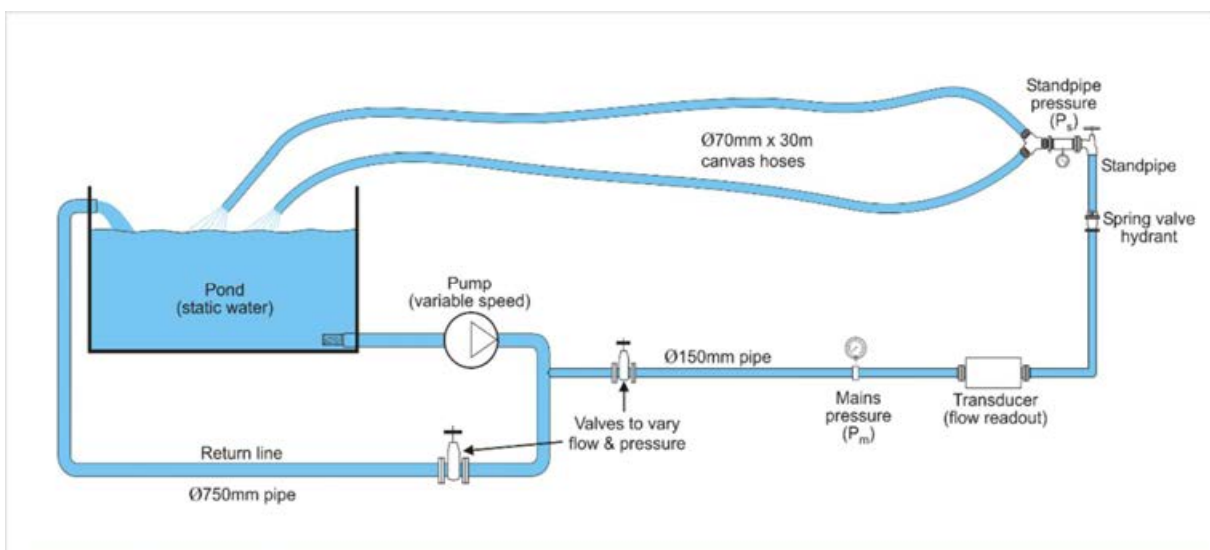 Standpipe
pressure
(Ps)
Ø70mm x 30m
canvas hoses
Standpipe
Spring valve
hydrant
Pond
(static water)
Pump
(variable speed)
Ø150mm pipe
Mains
pressure
(Pm)
Transducer
(flow readout)
Valves to vary
flow & pressure
Return line
Ø750mm pipe